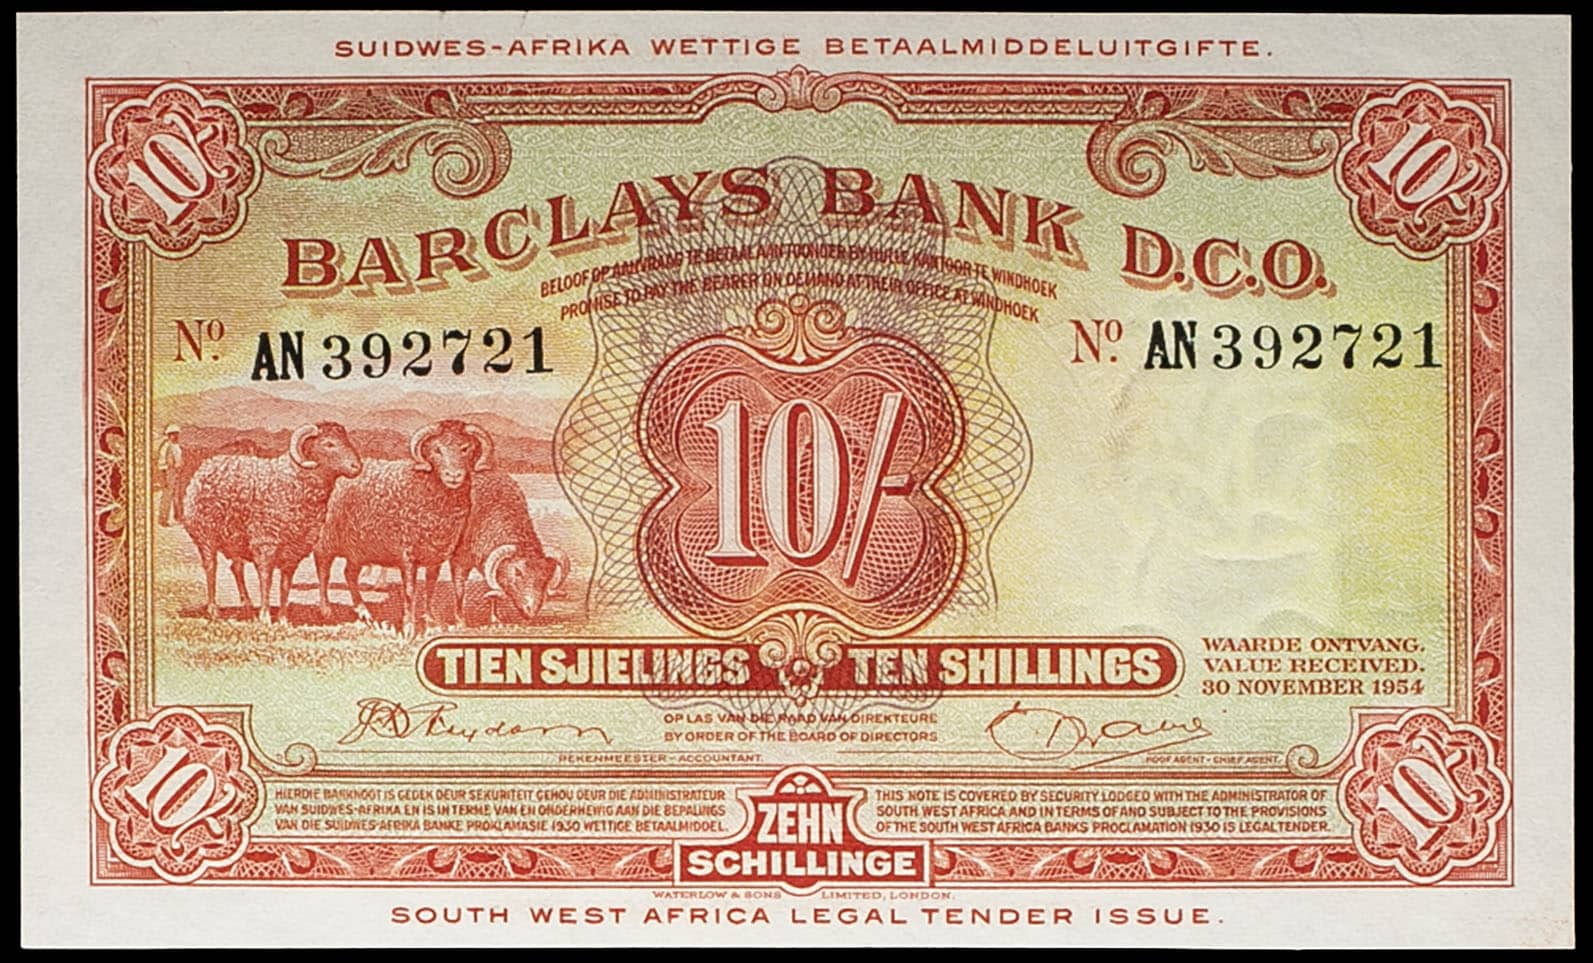 SUIDWES-AFRIKA WETTIGE BETAALMIDDELUITGIFTE.
10/- 10/-
BARCLAYS BANK D.C.O.
BELOOF OP AANVRAAG TE BETAAL AAN TOONDER BY HULLE KANTOOR TE WINDHOEK
PROMISE TO PAY THE BEARER ON DEMAND AT THEIR OFFICE AT WINDHOEK
Nº. AN 392721 Nº. AN 392721
10/-
TIEN SJIELINGS TEN SHILLINGS
WAARDE ONTVANG.
VALUE RECEIVED.
30 NOVEMBER 1954
OP LAS VAN DIE RAAD VAN DIREKTEURE
BY ORDER OF THE BOARD OF DIRECTORS
REKENMEESTER - ACCOUNTANT. HOOF AGENT - CHIEF AGENT.
10/- 10/-
HIERDIE BANKNOOT IS GEDEK DEUR SEKURITEIT GEHOU DEUR DIE ADMINISTRATEUR
VAN SUIDWES-AFRIKA EN IS IN TERME VAN EN ONDERHEWIG AAN DIE BEPALINGS
VAN DIE SUIDWES-AFRIKA BANKE PROKLAMASIE 1930 WETTIGE BETAALMIDDEL.
THIS NOTE IS COVERED BY SECURITY LODGED WITH THE ADMINISTRATOR OF
SOUTH WEST AFRICA AND IN TERMS OF AND SUBJECT TO THE PROVISIONS
OF THE SOUTH WEST AFRICA BANKS PROCLAMATION 1930 IS LEGAL TENDER.
ZEHN
SCHILLINGE
WATERLOW & SONS LIMITED, LONDON.
SOUTH WEST AFRICA LEGAL TENDER ISSUE.